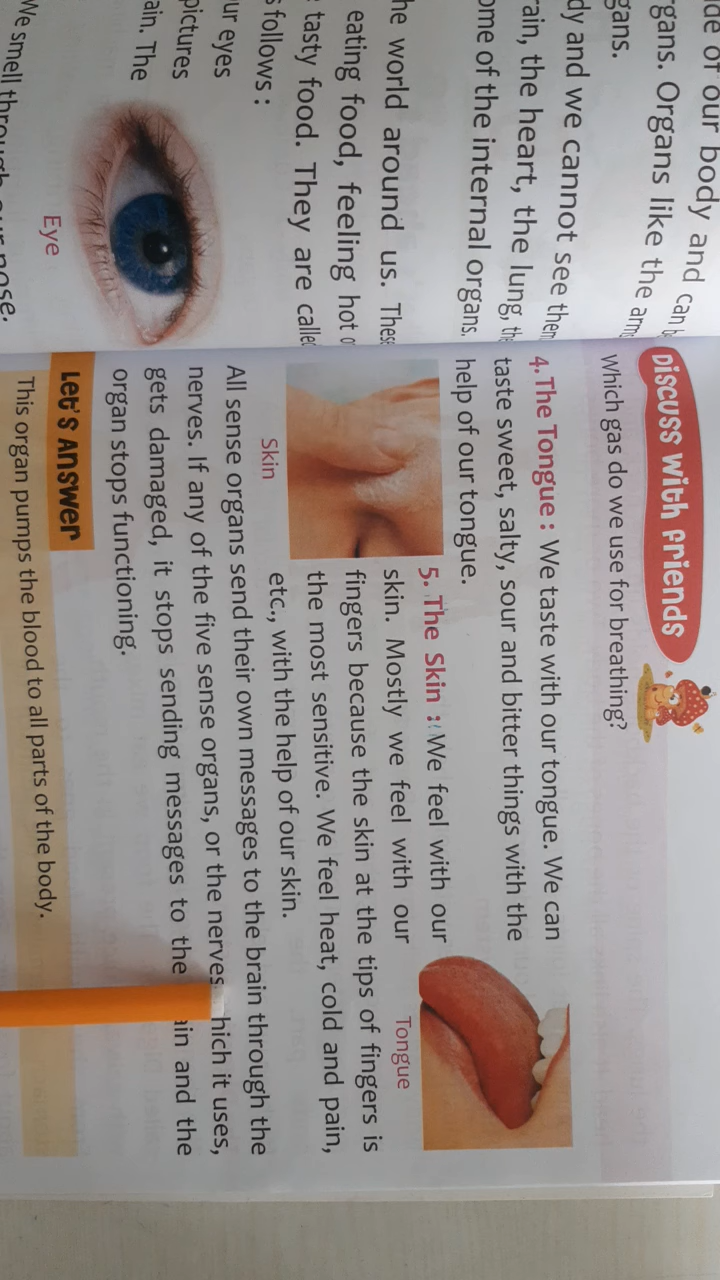 ide of our body and can
gans. Organs like the arm
gans.
dy and we cannot see them
rain, the heart, the lung,
ome of the internal organs.
he world around us. These
eating food, feeling hot
tasty food. They are called
follows :
ur eyes
pictures
ain. The
Eye
We smell through our nose.
Discuss with friends
Which gas do we use for breathing?
4. The Tongue : We taste with our tongue. We can
taste sweet, salty, sour and bitter things with the
help of our tongue.
Tongue
5. The Skin : We feel with our
skin. Mostly we feel with our
fingers because the skin at the tips of fingers is
the most sensitive. We feel heat, cold and pain,
etc., with the help of our skin.
Skin
All sense organs send their own messages to the brain through the
nerves. If any of the five sense organs, or the nerves hich it uses,
gets damaged, it stops sending messages to the ain and the
organ stops functioning.
Let's Answer
This organ pumps the blood to all parts of the body.